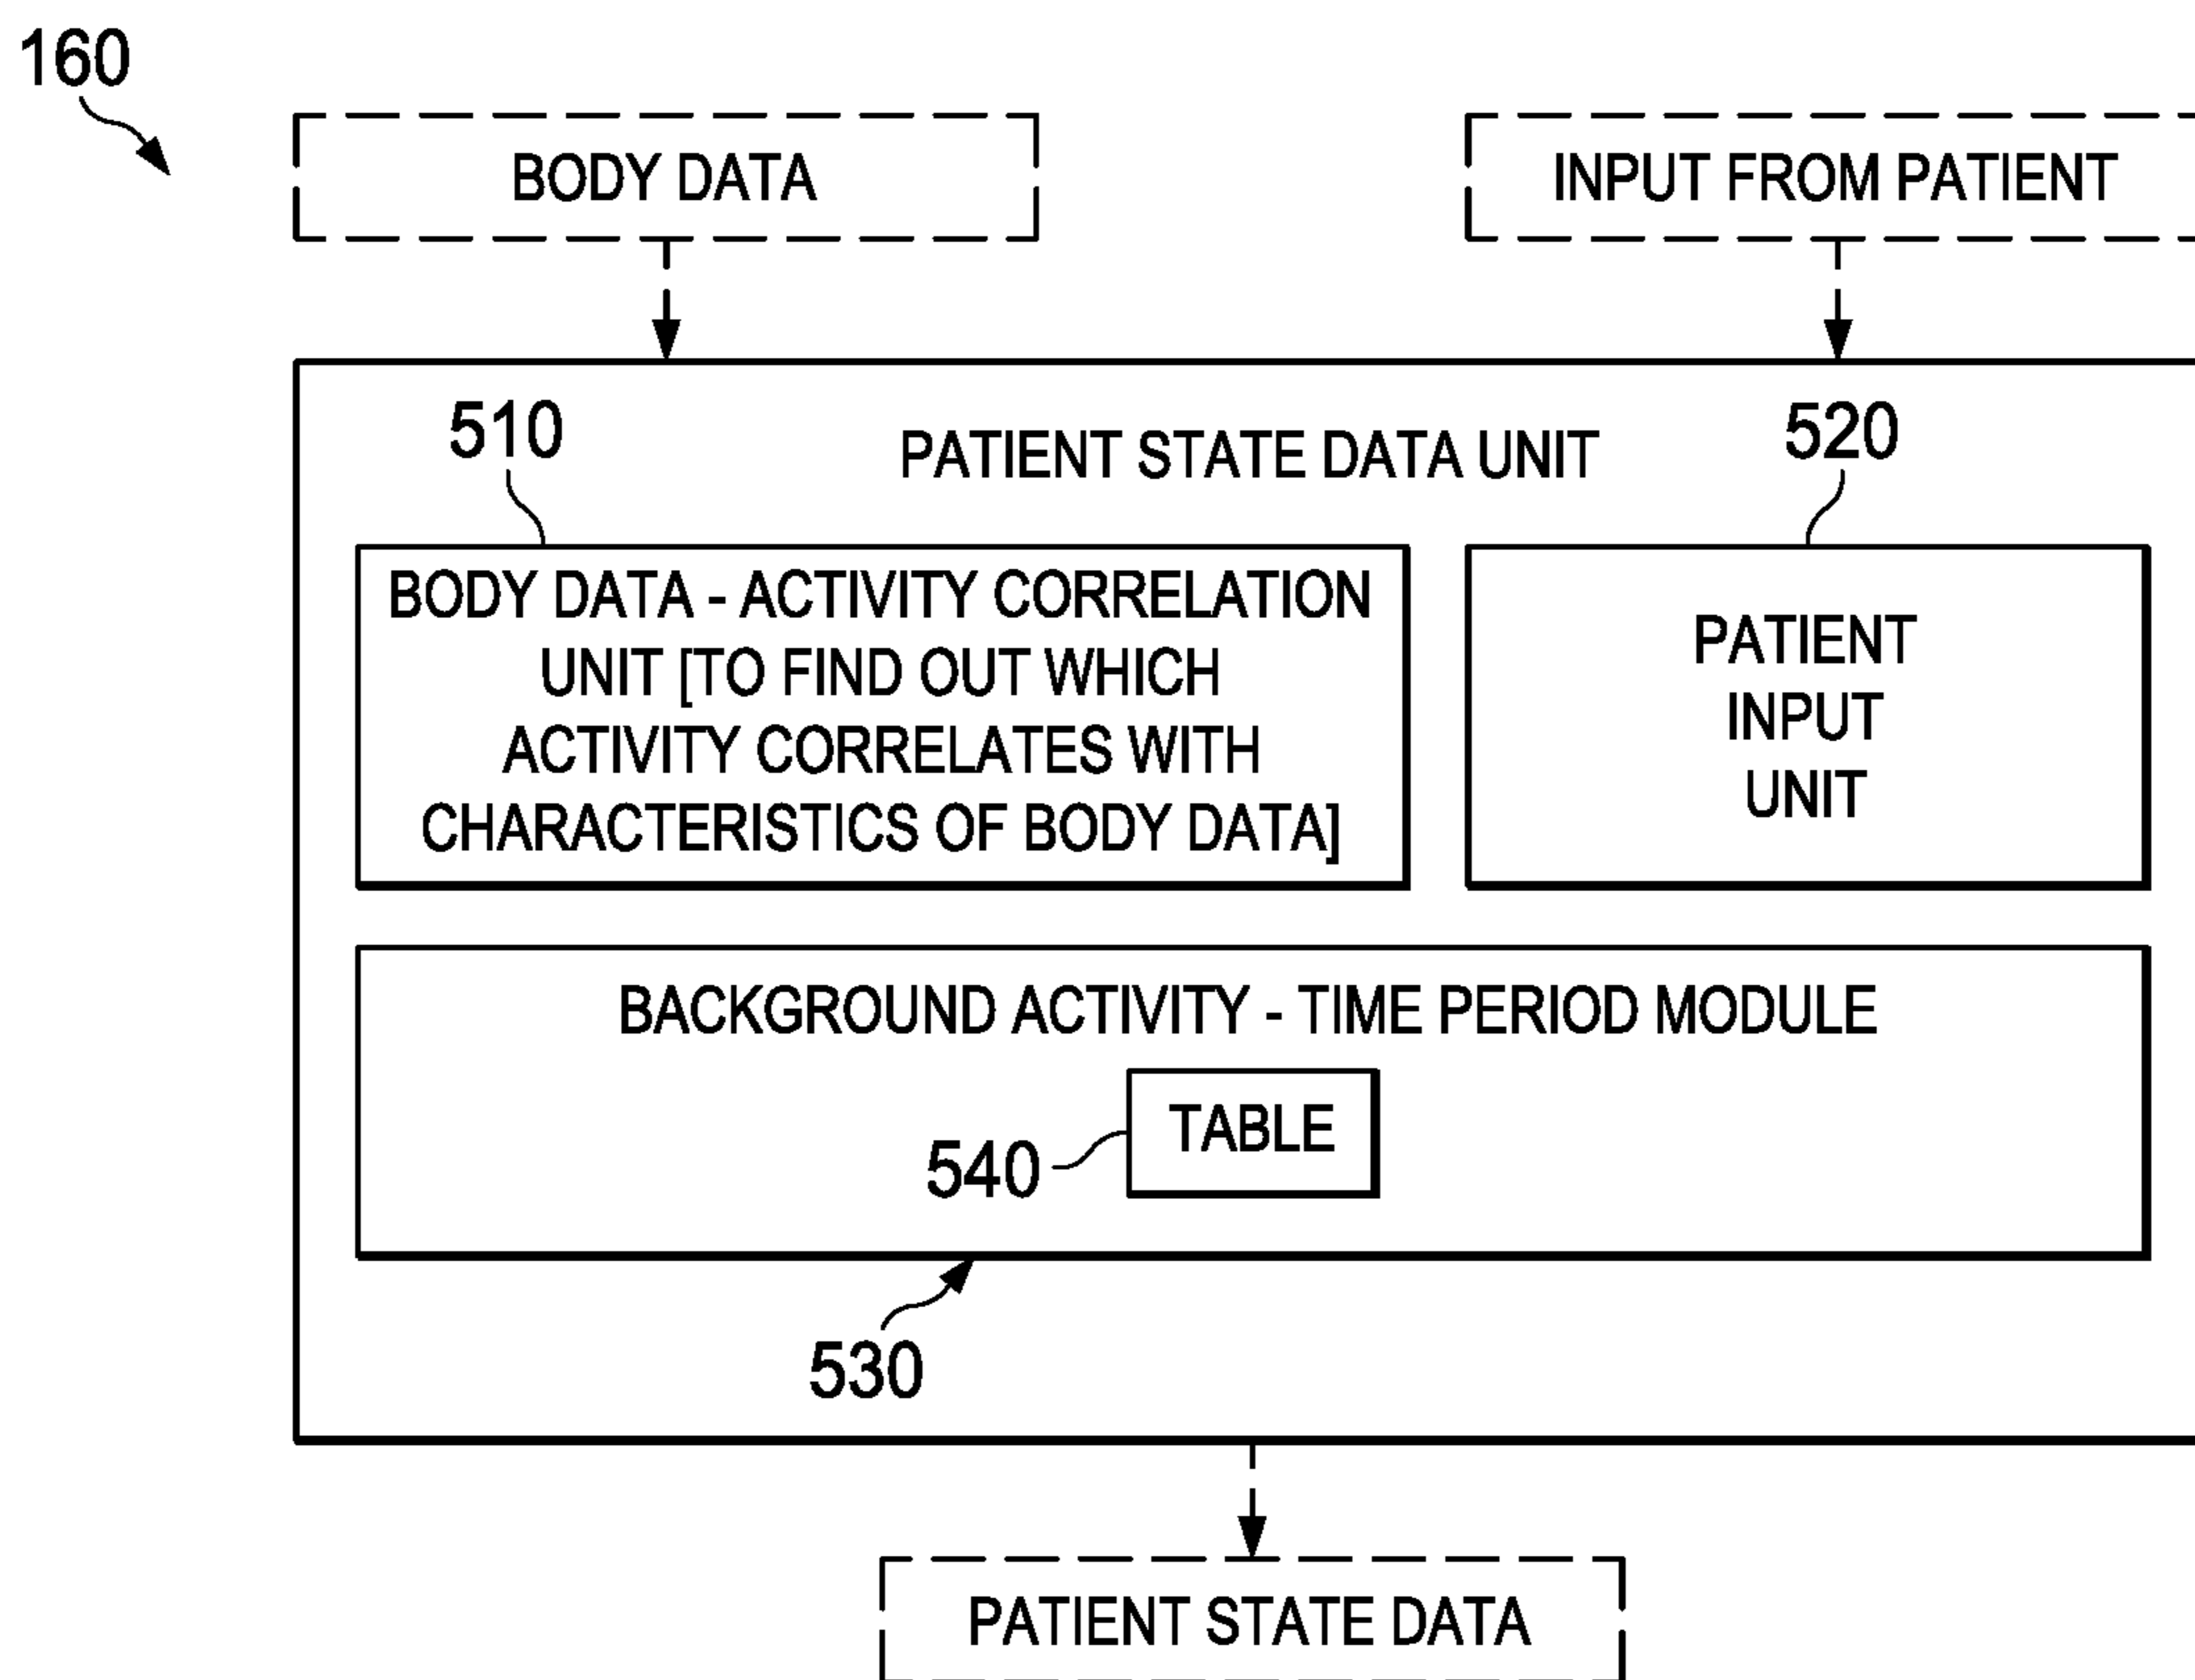 160
BODY DATA
INPUT FROM PATIENT
510
PATIENT STATE DATA UNIT
520
BODY DATA - ACTIVITY CORRELATION
UNIT [TO FIND OUT WHICH
ACTIVITY CORRELATES WITH
CHARACTERISTICS OF BODY DATA]
PATIENT
INPUT
UNIT
BACKGROUND ACTIVITY - TIME PERIOD MODULE
TABLE
540
530
PATIENT STATE DATA